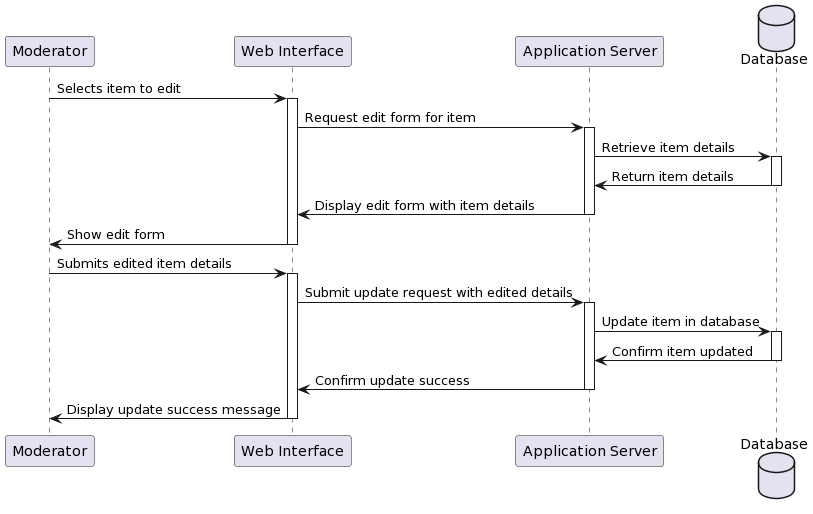 Moderator
Web Interface
Application Server
Database
Selects item to edit
Request edit form for item
Retrieve item details
Return item details
Display edit form with item details
Show edit form
Submits edited item details
Submit update request with edited details
Update item in database
Confirm item updated
Confirm update success
Display update success message
Moderator
Web Interface
Application Server
Database